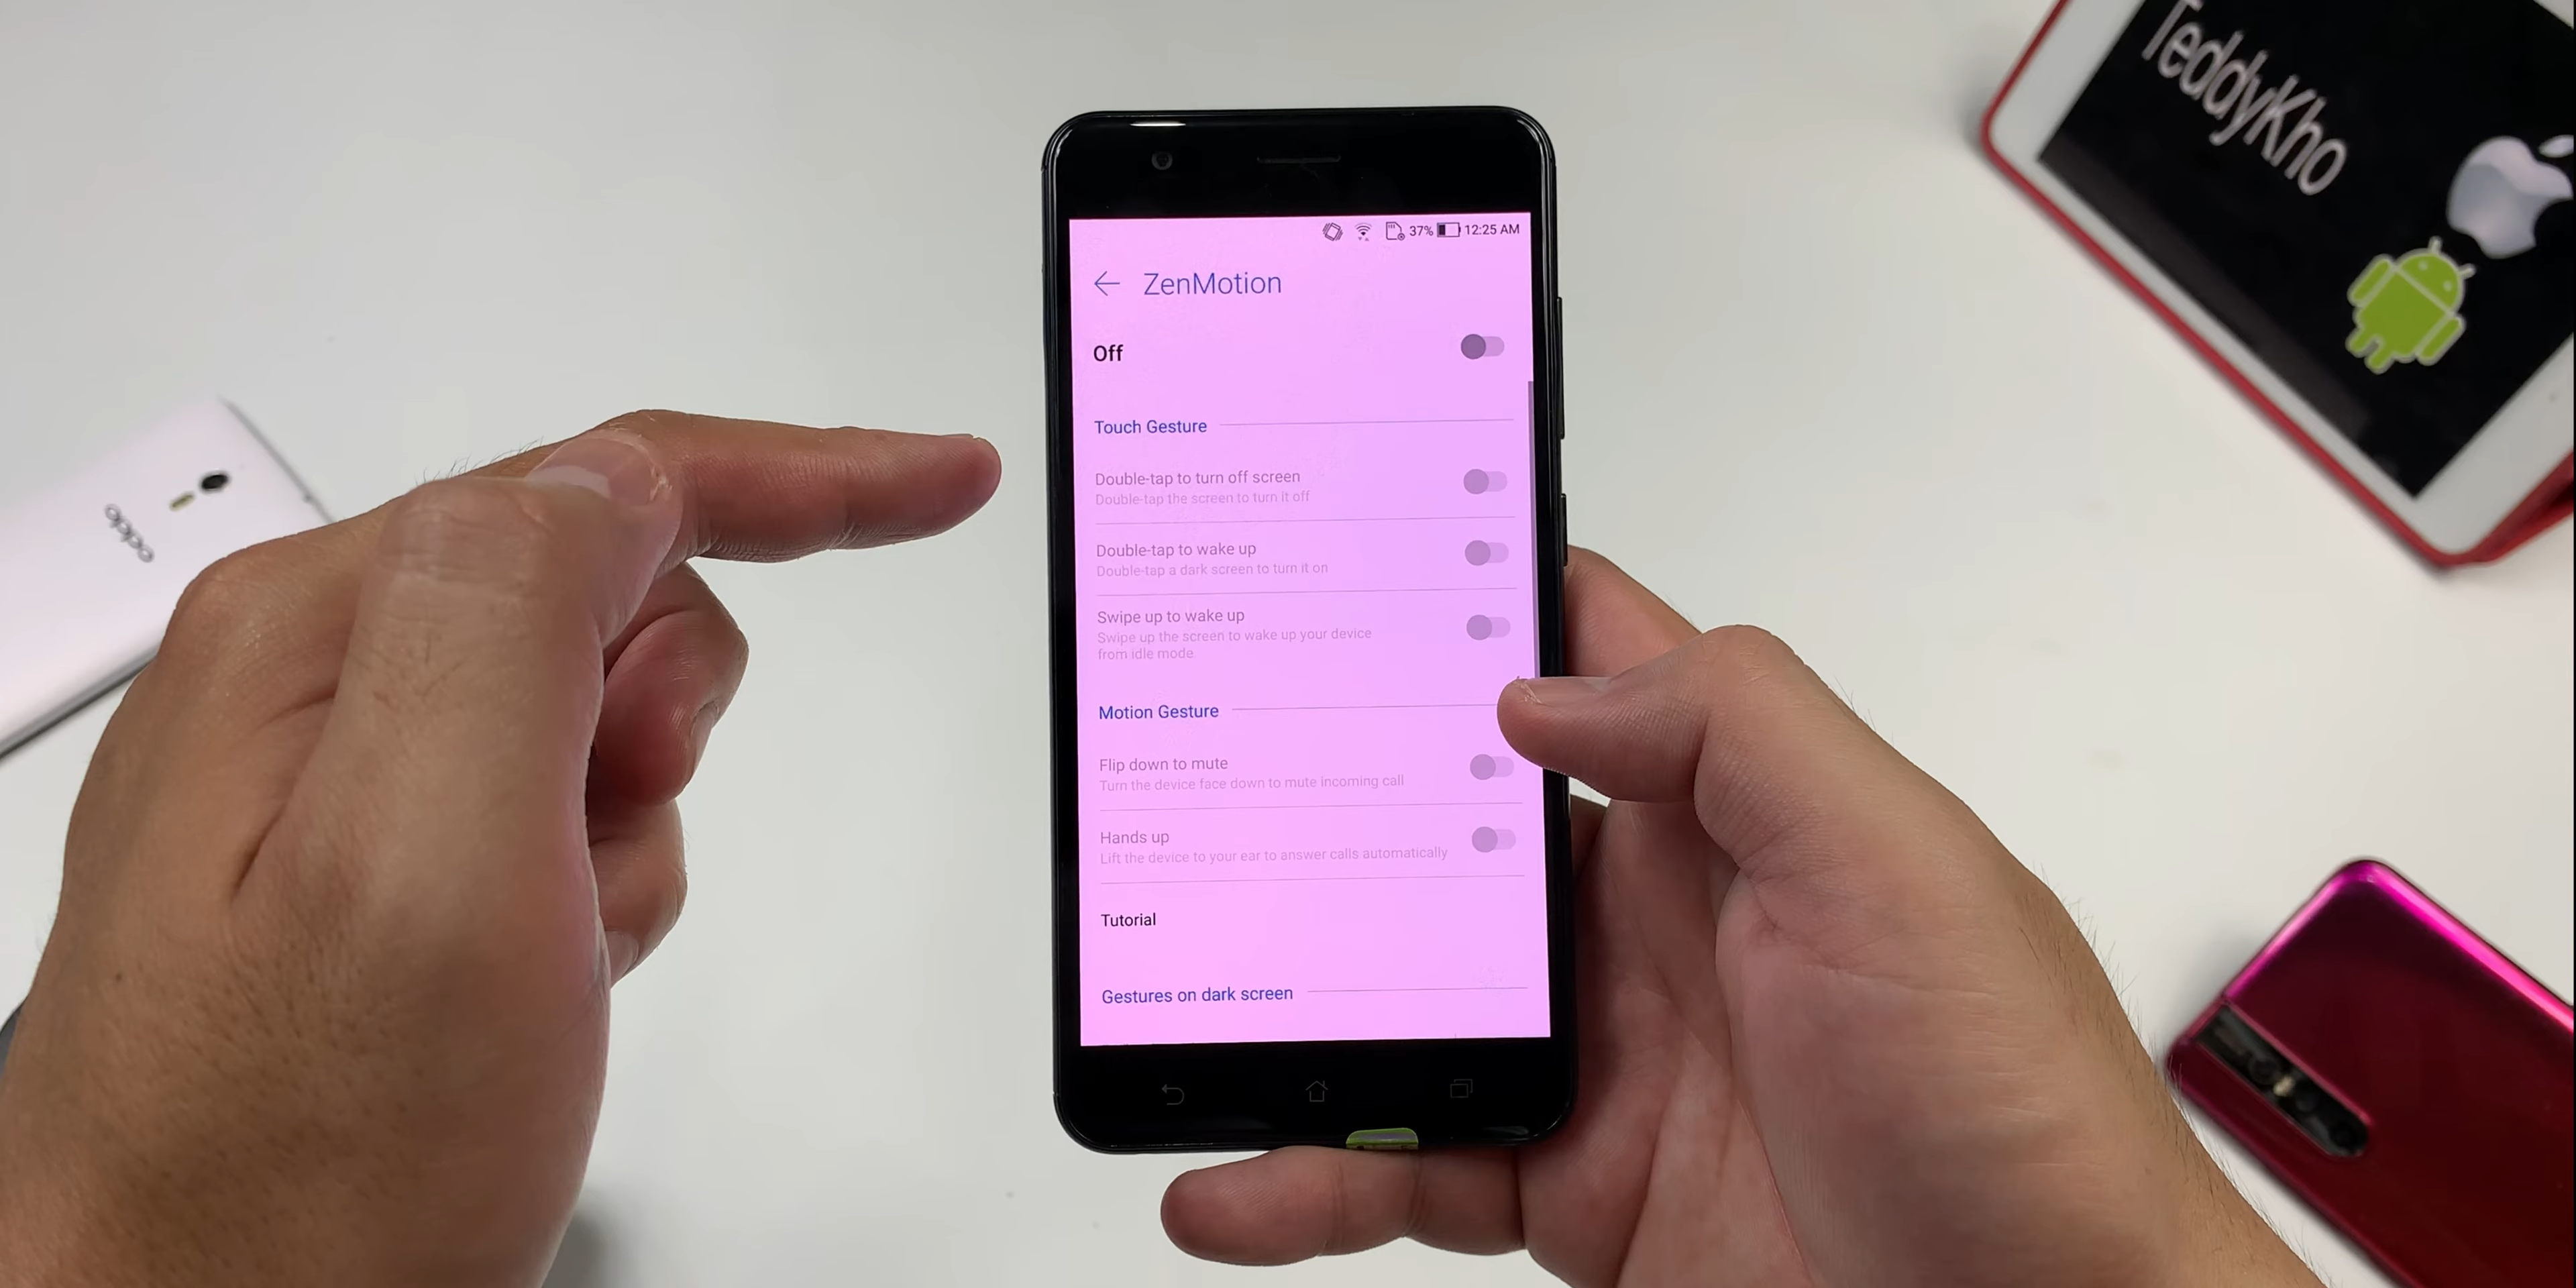 TeddyKho
oppo
37% 12:25 AM
ZenMotion
Off
Touch Gesture
Double-tap to turn off screen
Double-tap the screen to turn it off
Double-tap to wake up
Double-tap a dark screen to turn it on
Swipe up to wake up
Swipe up the screen to wake up your device
from idle mode.
Motion Gesture
Flip down to mute
Turn the device face down to mute incoming call
Hands up
Lift the device to your ear to answer calls automatically
Tutorial
Gestures on dark screen